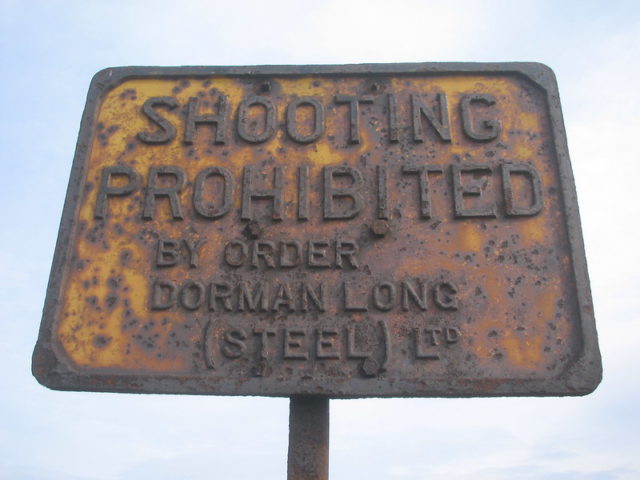 SHOOTING
PROHIBITED
BY ORDER
DORMAN LONG
(STEEL) LTD